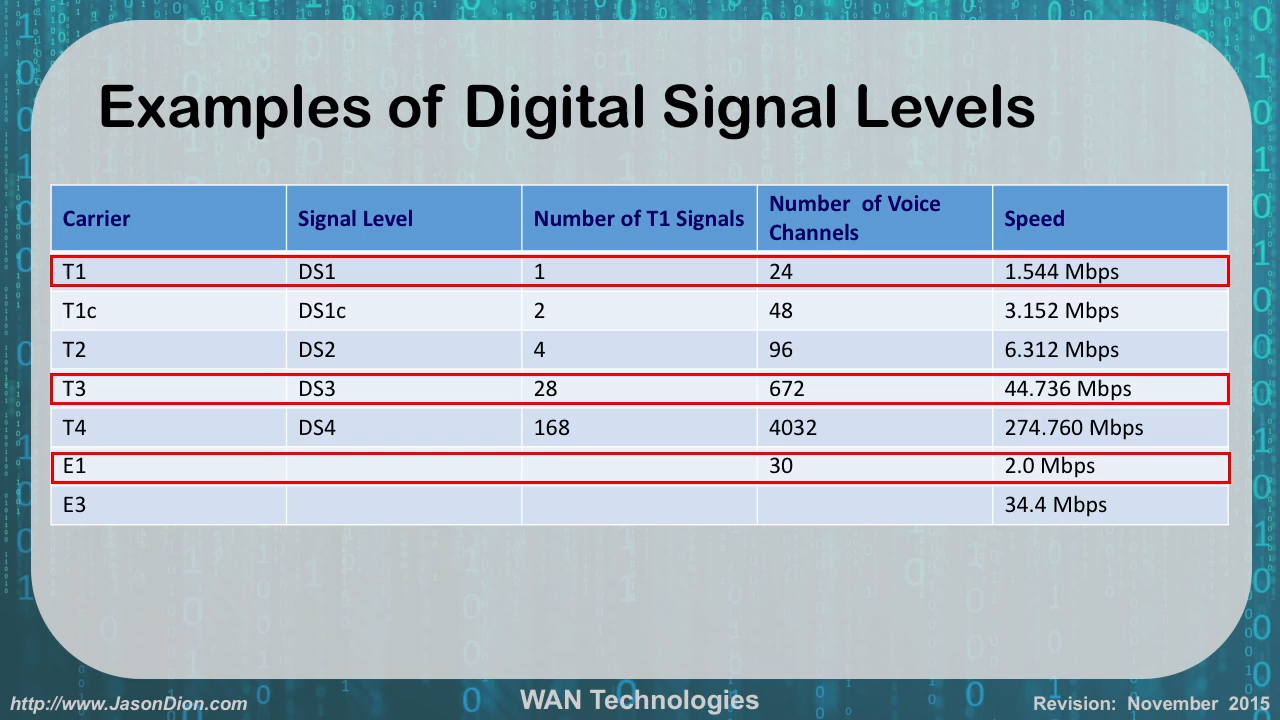 Examples of Digital Signal Levels
Carrier Signal Level Number of T1 Signals Number of Voice Channels Speed
T1 DS1 1 24 1.544 Mbps
T1c DS1c 2 48 3.152 Mbps
T2 DS2 4 96 6.312 Mbps
T3 DS3 28 672 44.736 Mbps
T4 DS4 168 4032 274.760 Mbps
E1 30 2.0 Mbps
E3 34.4 Mbps
http://www.JasonDion.com WAN Technologies Revision: November 2015